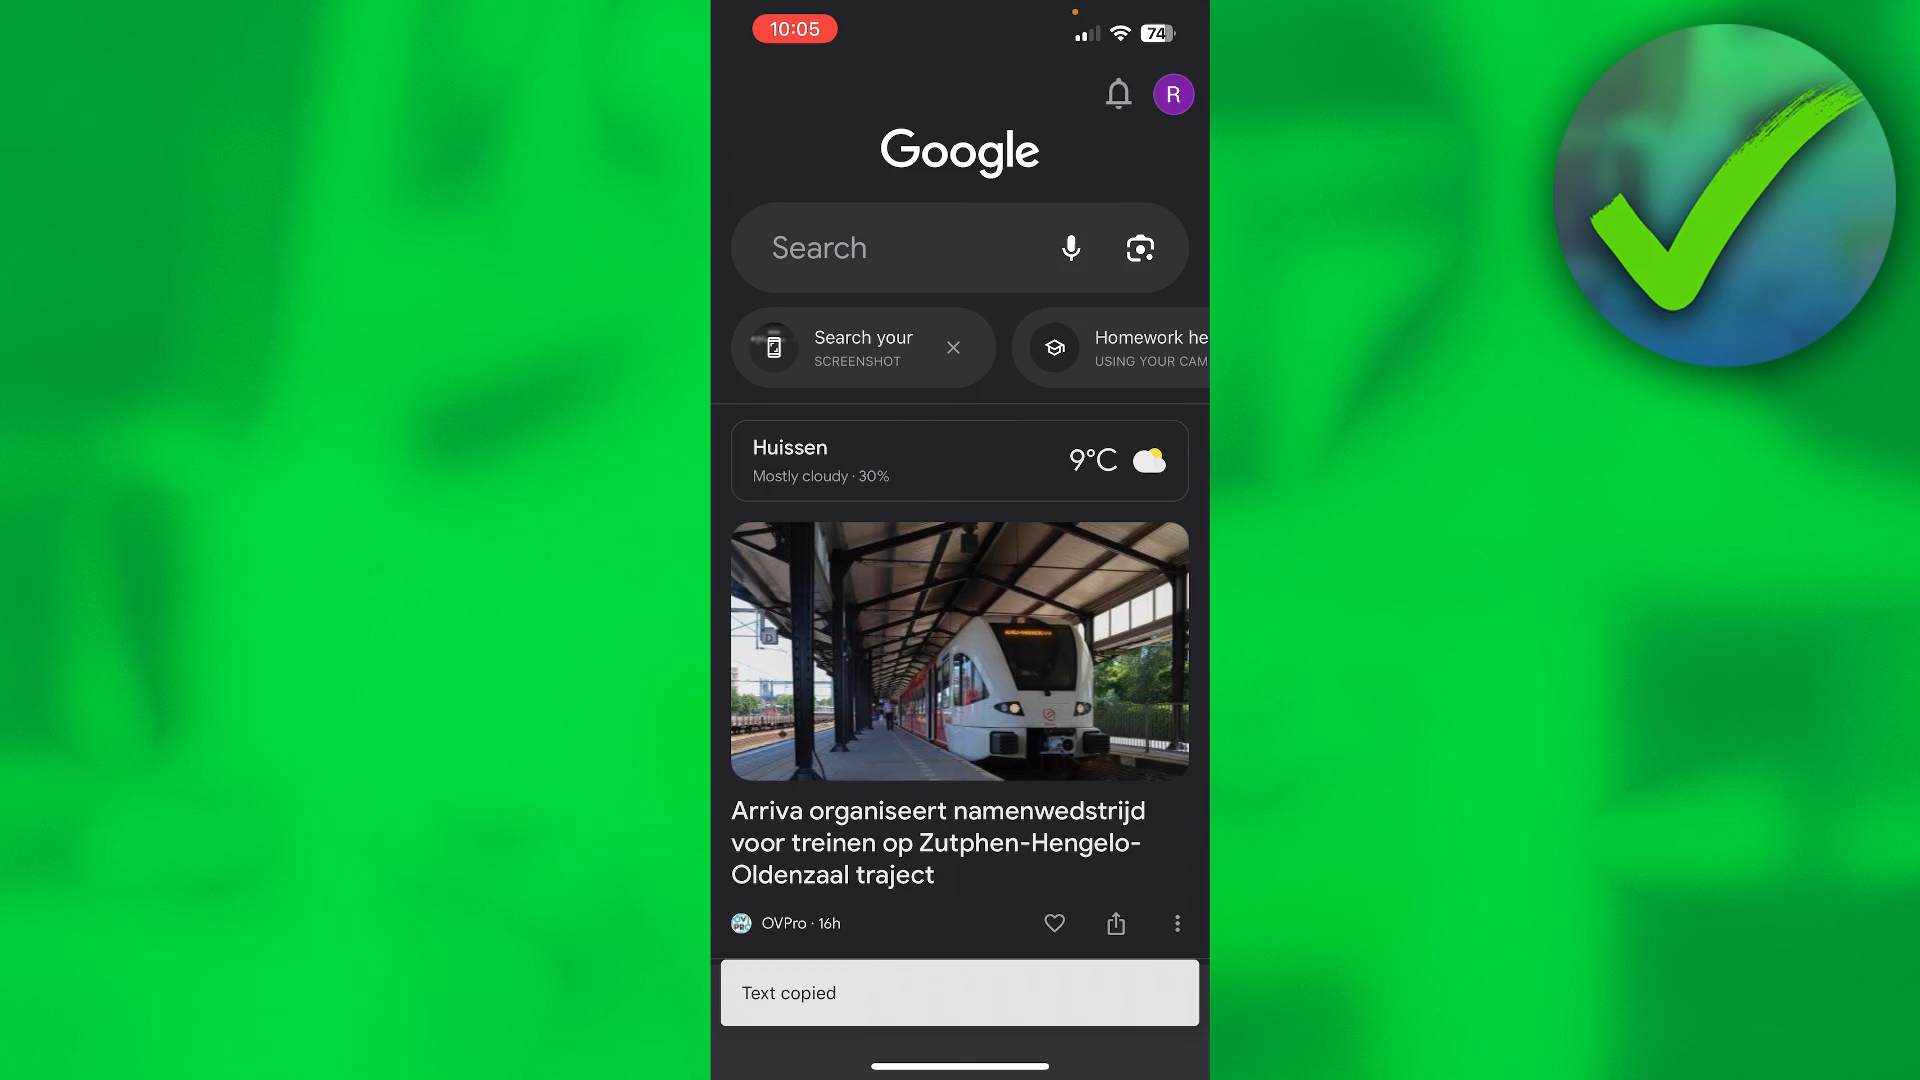 10:05
74
R
Google
Search
Search your
SCREENSHOT
Homework he
USING YOUR CAM
Huissen
Mostly cloudy · 30%
9°C
Arriva organiseert namenwedstrijd
voor treinen op Zutphen-Hengelo-
Oldenzaal traject
OVPro · 16h
Text copied